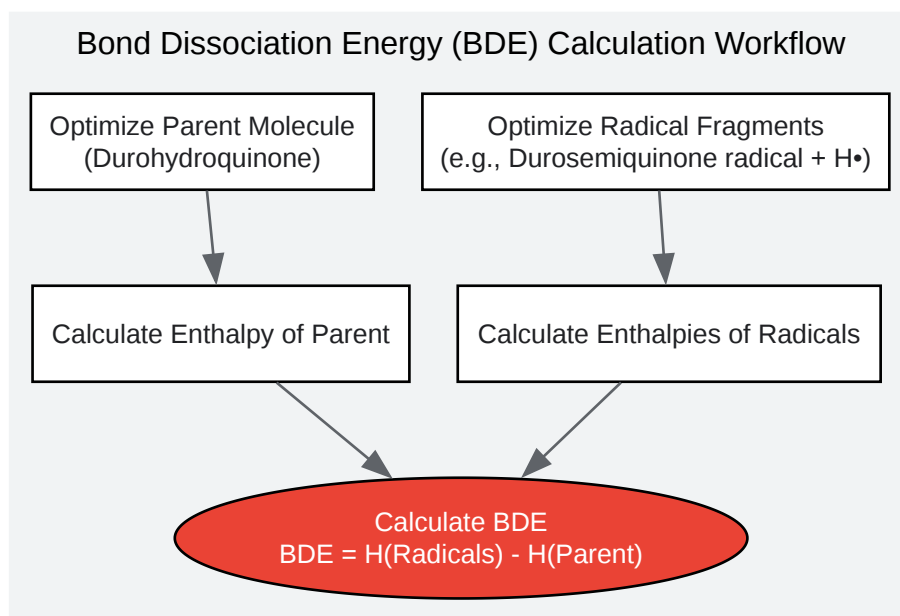 Bond Dissociation Energy (BDE) Calculation Workflow
Optimize Parent Molecule
(Durohydroquinone)
Optimize Radical Fragments
(e.g., Durosemiquinone radical + H•)
Calculate Enthalpy of Parent
Calculate Enthalpies of Radicals
Calculate BDE
BDE = H(Radicals) - H(Parent)